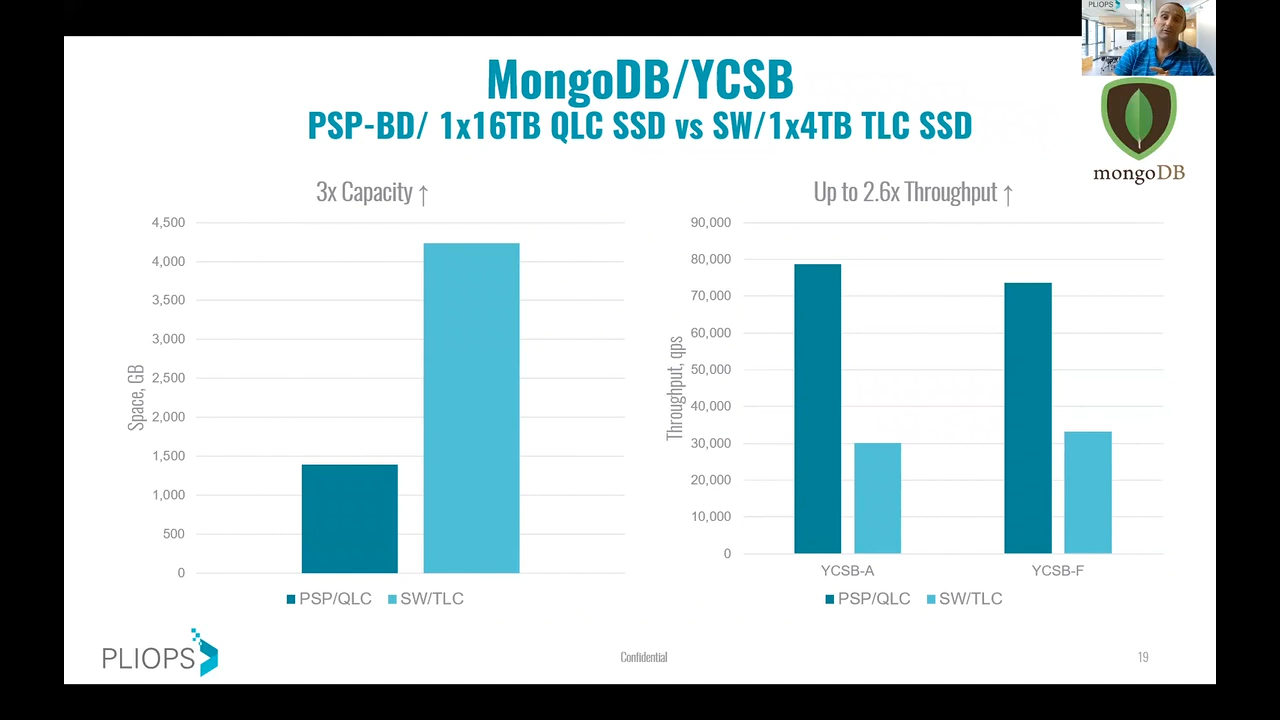 PLIOPS
MongoDB/YCSB
PSP-BD/ 1x16TB QLC SSD vs SW/1x4TB TLC SSD
mongoDB
3x Capacity ↑
4,500
4,000
3,500
3,000
2,500
2,000
1,500
1,000
500
0
Space, GB
PSP/QLC
SW/TLC
Up to 2.6x Throughput ↑
90,000
80,000
70,000
60,000
50,000
40,000
30,000
20,000
10,000
0
Throughput, qps
YCSB-A
YCSB-F
PSP/QLC
SW/TLC
PLIOPS
Confidential
19